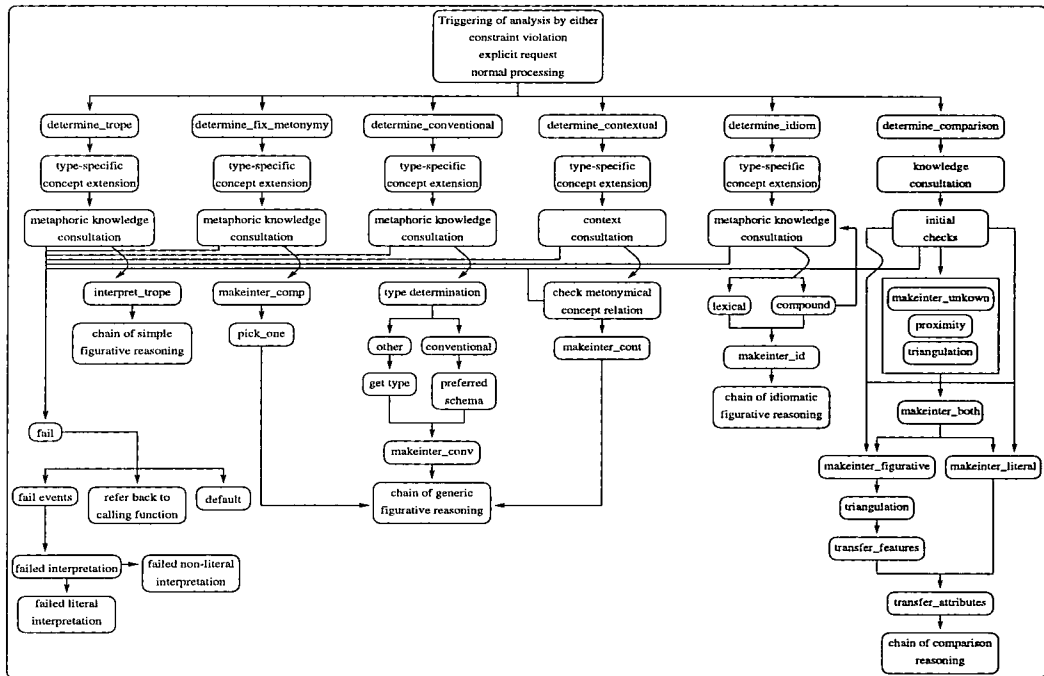 Triggering of analysis by either
constraint violation
explicit request
normal processing
determine_trope
determine_fix_metonymy
determine_conventional
determine_contextual
determine_idiom
determine_comparison
type-specific
concept extension
type-specific
concept extension
type-specific
concept extension
type-specific
concept extension
type-specific
concept extension
knowledge
consultation
metaphoric knowledge
consultation
metaphoric knowledge
consultation
metaphoric knowledge
consultation
context
consultation
metaphoric knowledge
consultation
initial
checks
interpret_trope
makeinter_comp
type determination
check metonymical
concept relation
lexical
compound
makeinter_unkown
proximity
triangulation
chain of simple
figurative reasoning
pick_one
other
conventional
makeinter_cont
makeinter_id
get type
preferred
schema
chain of idiomatic
figurative reasoning
makeinter_both
fail
makeinter_conv
makeinter_figurative
makeinter_literal
fail events
refer back to
calling function
default
chain of generic
figurative reasoning
triangulation
transfer_features
failed interpretation
failed non-literal
interpretation
failed literal
interpretation
transfer_attributes
chain of comparison
reasoning